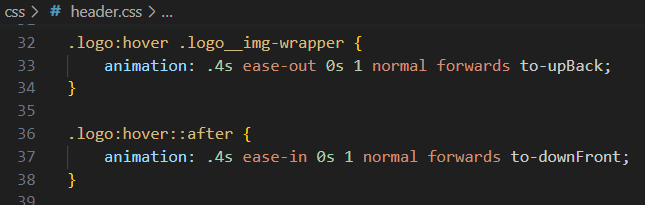 css > # header.css > ...
32 .logo:hover .logo__img-wrapper {
33 animation: .4s ease-out 0s 1 normal forwards to-upBack;
34 }
35
36 .logo:hover::after {
37 animation: .4s ease-in 0s 1 normal forwards to-downFront;
38 }
39